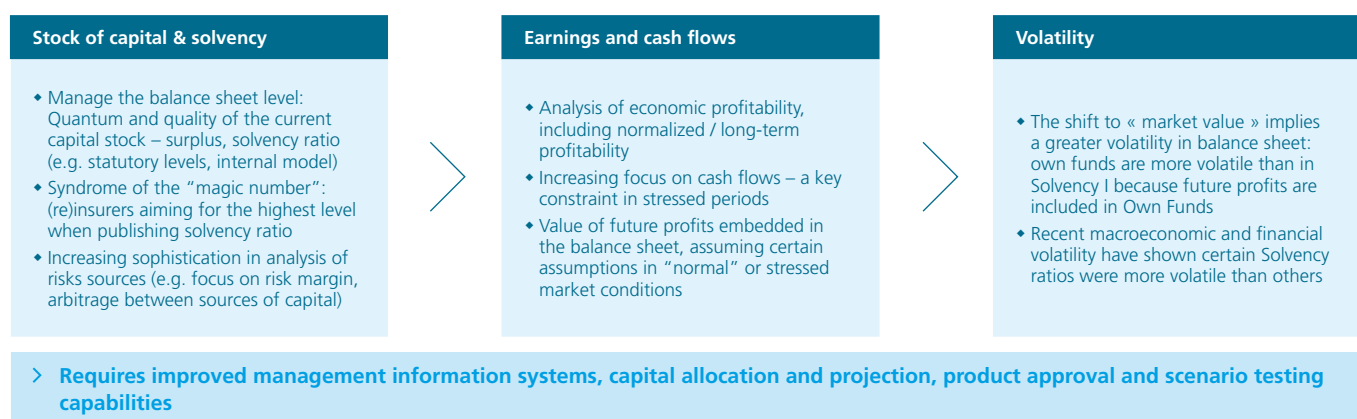 Stock of capital & solvency
◆ Manage the balance sheet level:
Quantum and quality of the current
capital stock – surplus, solvency ratio
(e.g. statutory levels, internal model)
◆ Syndrome of the “magic number”:
(re)insurers aiming for the highest level
when publishing solvency ratio
◆ Increasing sophistication in analysis of
risks sources (e.g. focus on risk margin,
arbitrage between sources of capital)
Earnings and cash flows
◆ Analysis of economic profitability,
including normalized / long-term
profitability
◆ Increasing focus on cash flows – a key
constraint in stressed periods
◆ Value of future profits embedded in
the balance sheet, assuming certain
assumptions in “normal” or stressed
market conditions
Volatility
◆ The shift to « market value » implies
a greater volatility in balance sheet:
own funds are more volatile than in
Solvency I because future profits are
included in Own Funds
◆ Recent macroeconomic and financial
volatility have shown certain Solvency
ratios were more volatile than others
> Requires improved management information systems, capital allocation and projection, product approval and scenario testing
capabilities